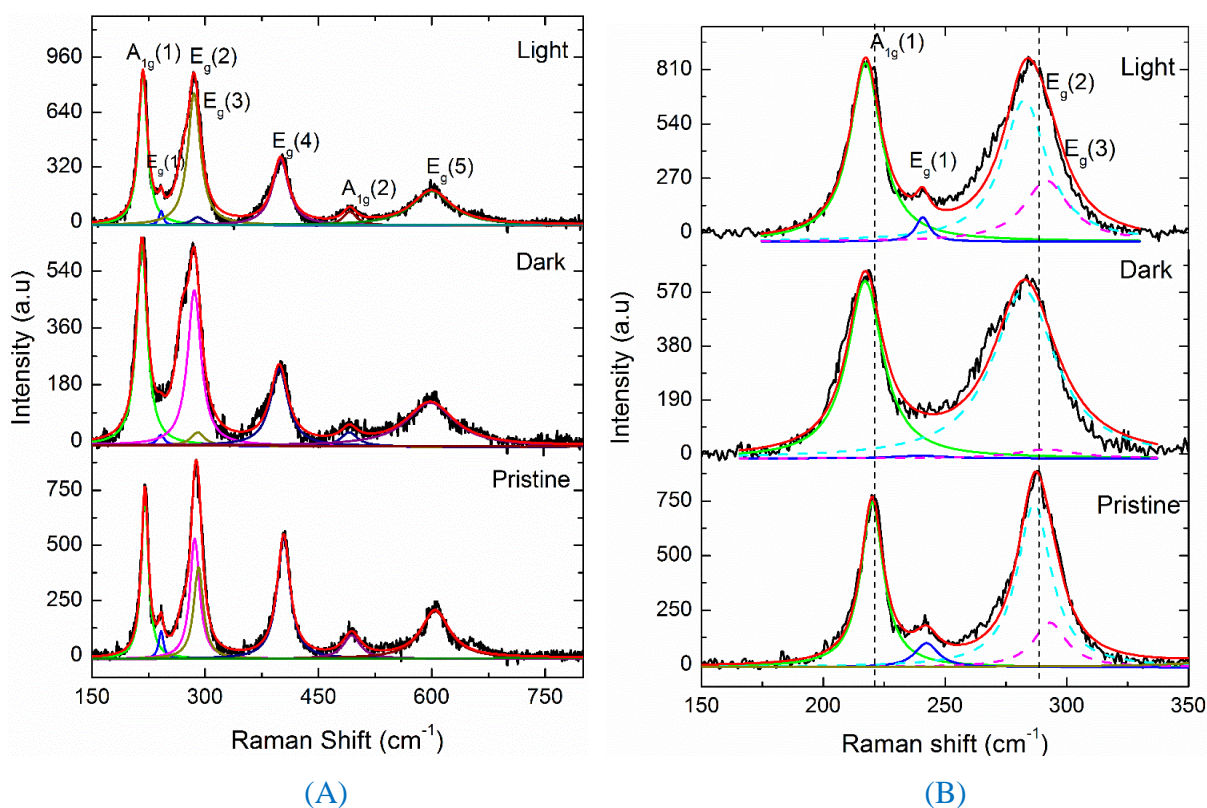 Light
A1g(1)
Eg(2)
Eg(3)
Eg(1)
Eg(4)
A1g(2)
Eg(5)
960
640
320
0
Dark
540
360
180
0
Pristine
750
500
250
0
150 300 450 600 750
Intensity (a.u)
Raman Shift (cm-1)
(A)
A1g(1)
Light
Eg(2)
Eg(1)
Eg(3)
810
540
270
0
Dark
570
380
190
0
Pristine
750
500
250
0
150 200 250 300 350
Intensity (a.u)
Raman shift (cm-1)
(B)